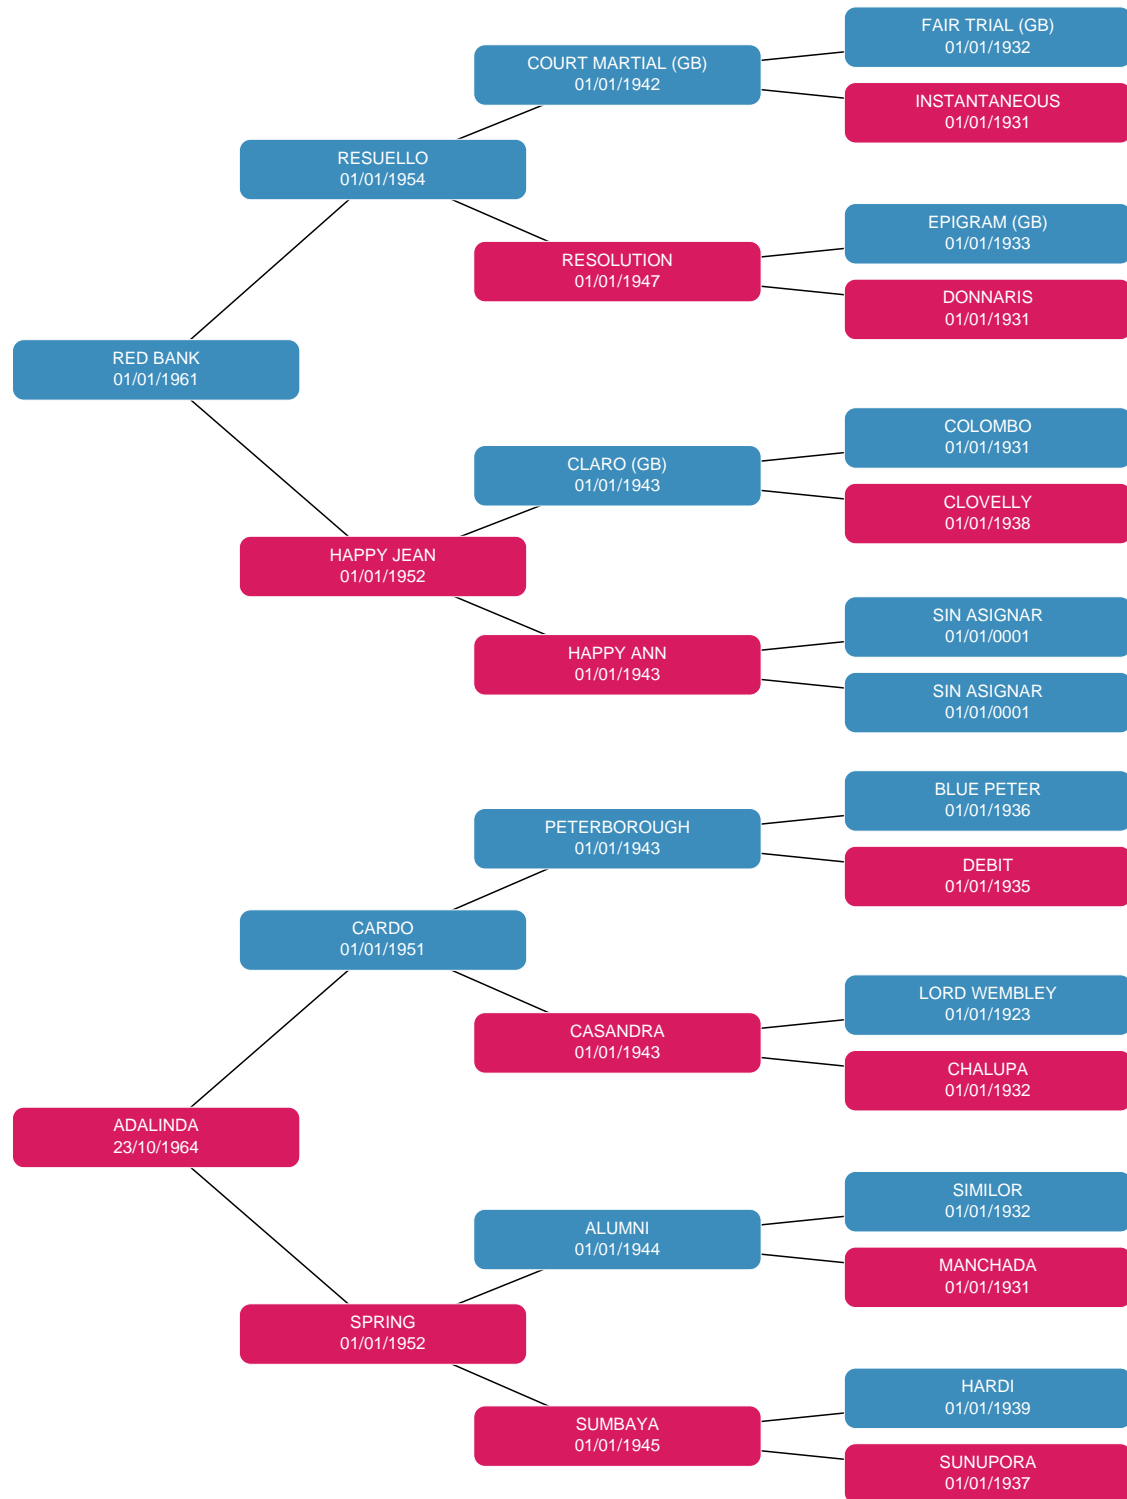 FAIR TRIAL (GB)
01/01/1932
COURT MARTIAL (GB)
01/01/1942
INSTANTANEOUS
01/01/1931
RESUELLO
01/01/1954
EPIGRAM (GB)
01/01/1933
RESOLUTION
01/01/1947
DONNARIS
01/01/1931
RED BANK
01/01/1961
COLOMBO
01/01/1931
CLARO (GB)
01/01/1943
CLOVELLY
01/01/1938
HAPPY JEAN
01/01/1952
SIN ASIGNAR
01/01/0001
HAPPY ANN
01/01/1943
SIN ASIGNAR
01/01/0001
BLUE PETER
01/01/1936
PETERBOROUGH
01/01/1943
DEBIT
01/01/1935
CARDO
01/01/1951
LORD WEMBLEY
01/01/1923
CASANDRA
01/01/1943
CHALUPA
01/01/1932
ADALINDA
23/10/1964
SIMILOR
01/01/1932
ALUMNI
01/01/1944
MANCHADA
01/01/1931
SPRING
01/01/1952
HARDI
01/01/1939
SUMBAYA
01/01/1945
SUNUPORA
01/01/1937